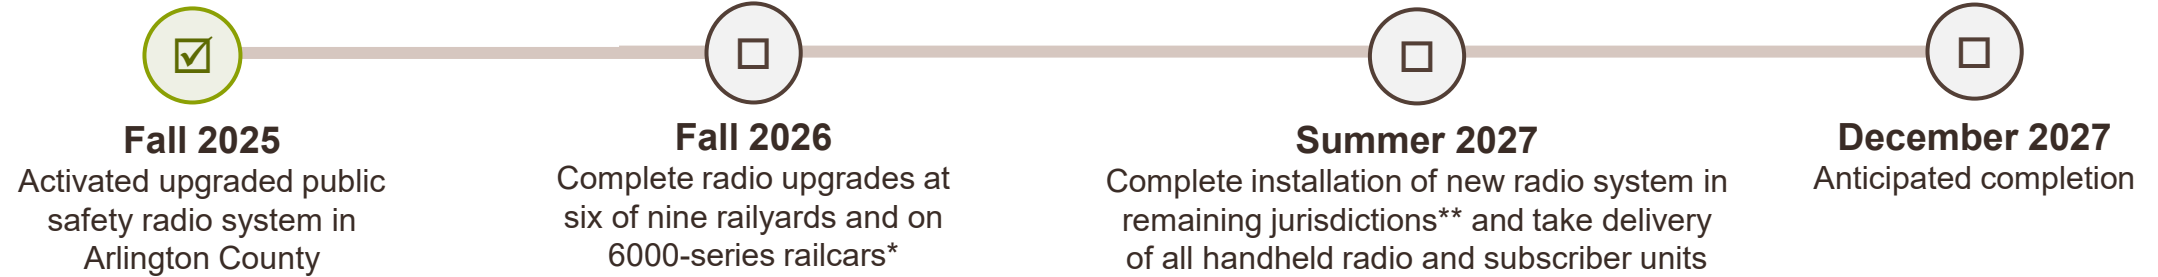 Fall 2025
Activated upgraded public
safety radio system in
Arlington County
Fall 2026
Complete radio upgrades at
six of nine railyards and on
6000-series railcars*
Summer 2027
Complete installation of new radio system in
remaining jurisdictions** and take delivery
of all handheld radio and subscriber units
December 2027
Anticipated completion